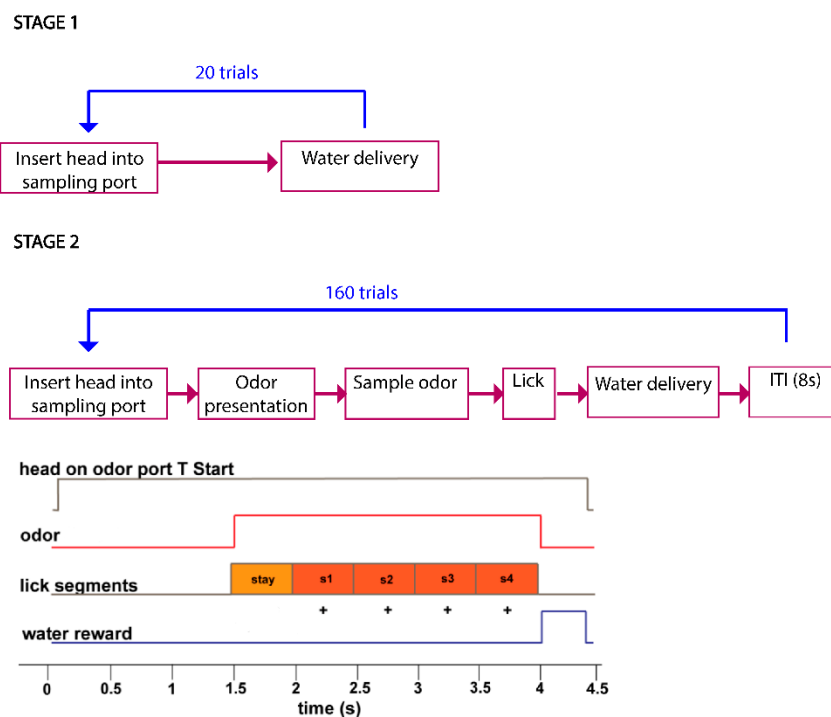 STAGE 1
20 trials
Insert head into
sampling port
Water delivery
STAGE 2
160 trials
Insert head into
sampling port
Odor
presentation
Sample odor
Lick
Water delivery
ITI (8s)
head on odor port T Start
odor
lick segments
stay s1 s2 s3 s4
+ + + +
water reward
0 0.5 1 1.5 2 2.5 3 3.5 4 4.5
time (s)